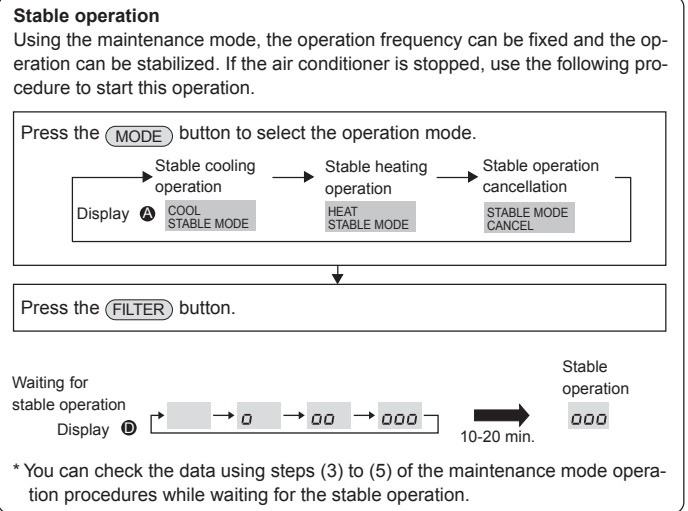 Stable operation
Using the maintenance mode, the operation frequency can be fixed and the op-
eration can be stabilized. If the air conditioner is stopped, use the following pro-
cedure to start this operation.
Press the MODE button to select the operation mode.
Stable cooling
operation
Stable heating
operation
Stable operation
cancellation
Display A
COOL
STABLE MODE
HEAT
STABLE MODE
STABLE MODE
CANCEL
Press the FILTER button.
Waiting for
stable operation
Display D
o
oo
ooo
10-20 min.
Stable
operation
ooo
* You can check the data using steps (3) to (5) of the maintenance mode opera-
tion procedures while waiting for the stable operation.